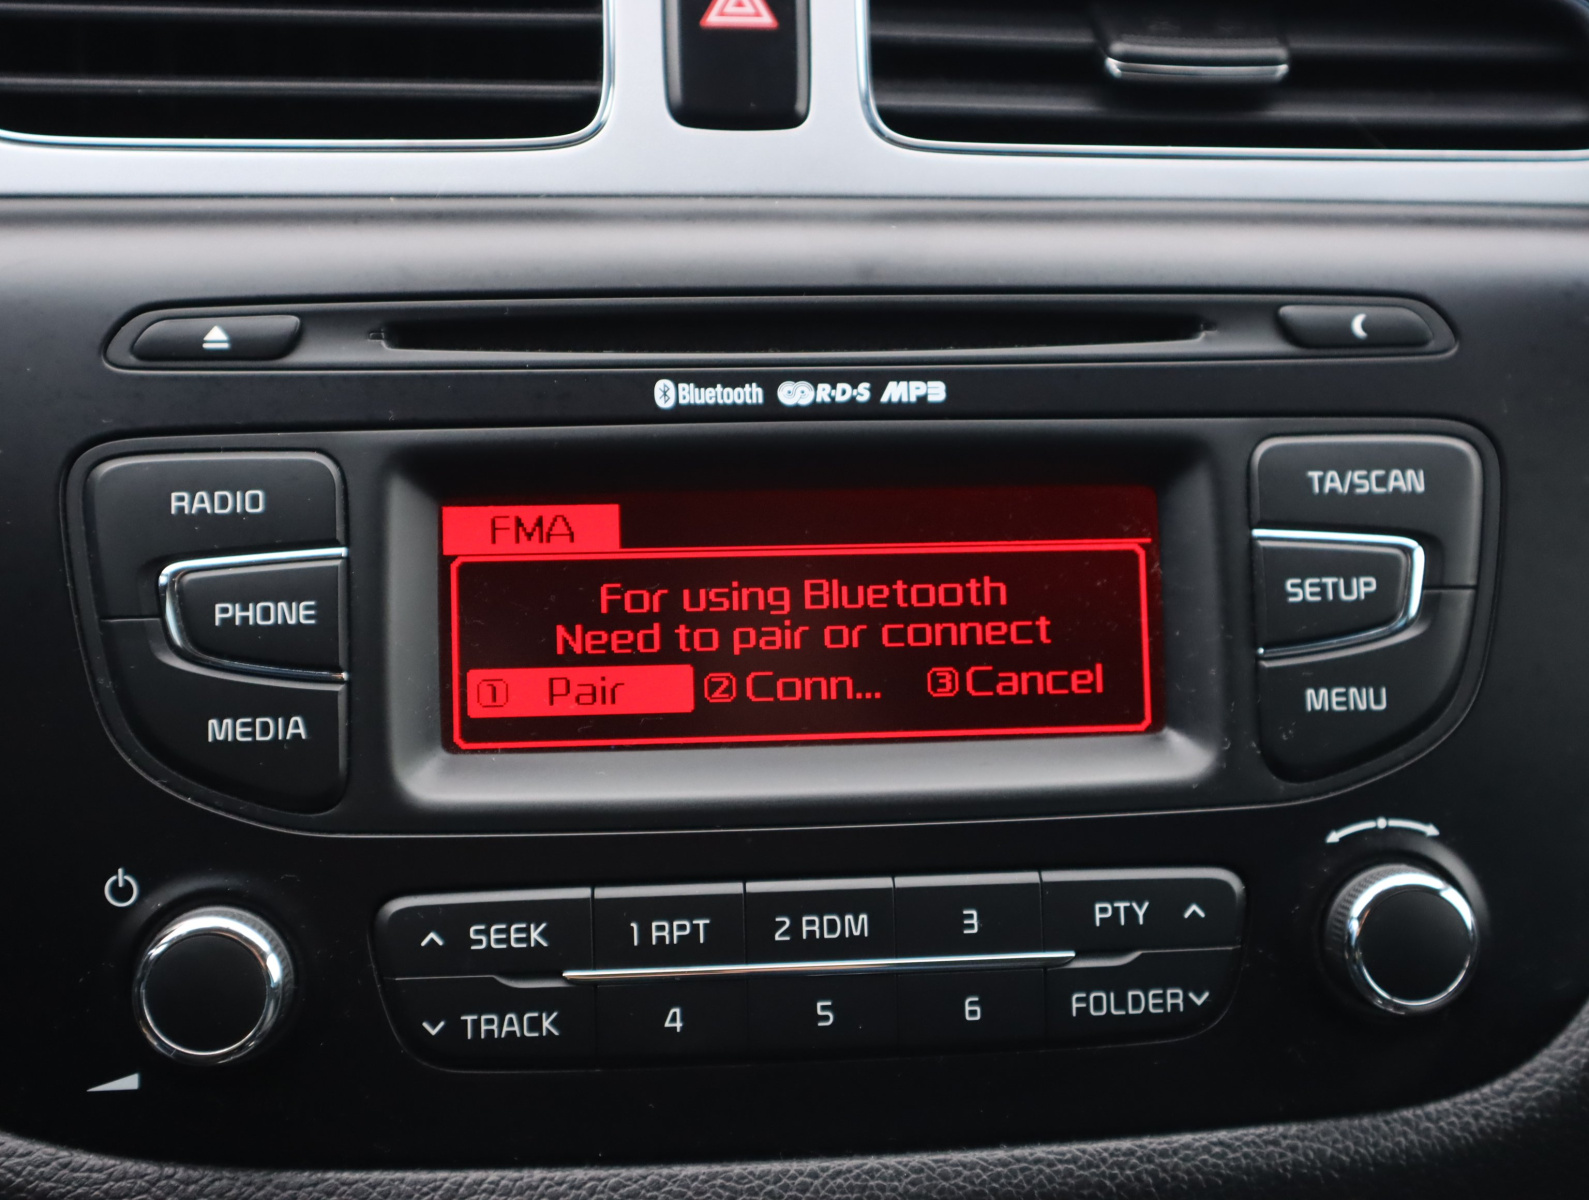 Bluetooth R·D·S MP3
RADIO
PHONE
MEDIA
FMA
For using Bluetooth
Need to pair or connect
① Pair ② Conn... ③ Cancel
TA/SCAN
SETUP
MENU
SEEK 1 RPT 2 RDM 3 PTY
TRACK 4 5 6 FOLDER